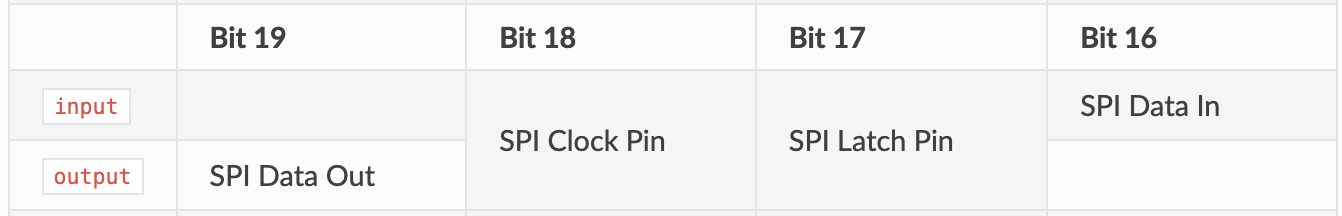 Bit 19 Bit 18 Bit 17 Bit 16
input SPI Data In
SPI Clock Pin SPI Latch Pin
output SPI Data Out